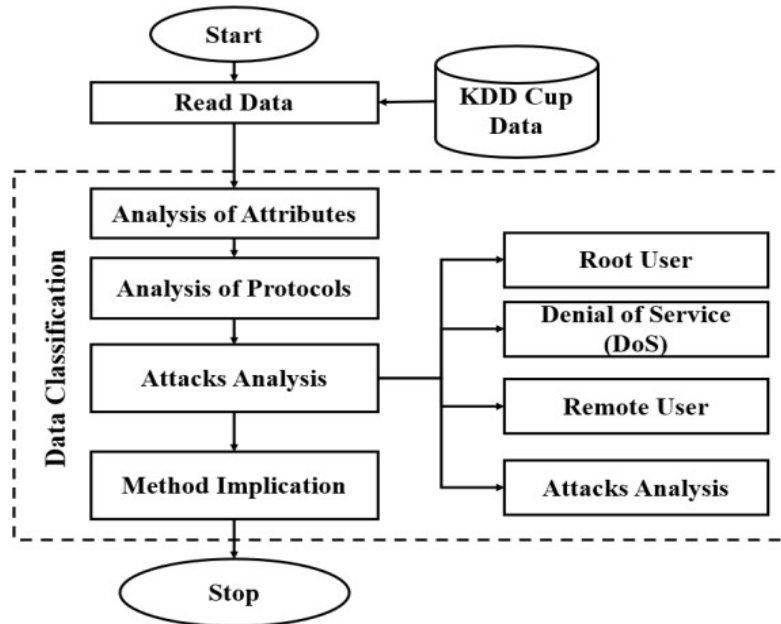 Start
Read Data
KDD Cup
Data
Data Classification
Analysis of Attributes
Analysis of Protocols
Attacks Analysis
Method Implication
Root User
Denial of Service
(DoS)
Remote User
Attacks Analysis
Stop